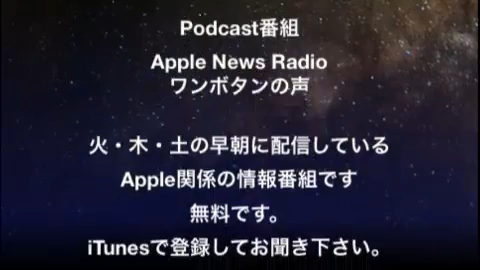 Podcast番組
Apple News Radio
ワンボタンの声
火・木・土の早朝に配信している
Apple関係の情報番組です
無料です。
iTunesで登録してお聞き下さい。